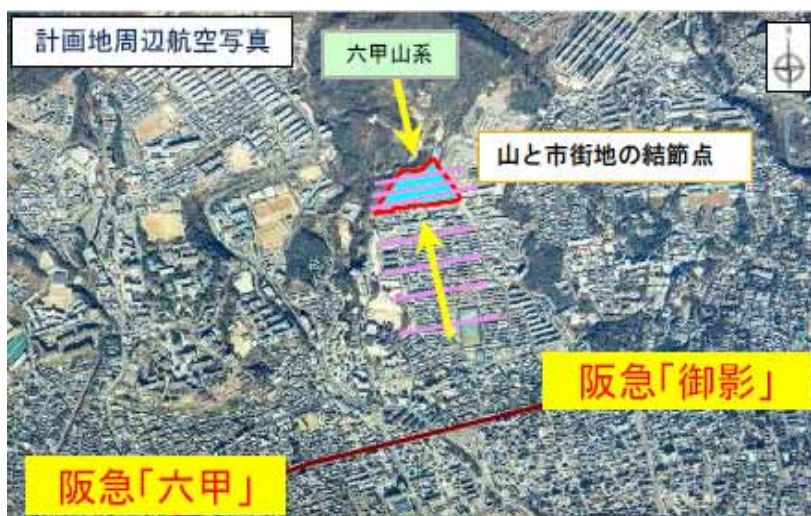 計画地周辺航空写真
六甲山系
山と市街地の結節点
阪急「御影」
阪急「六甲」